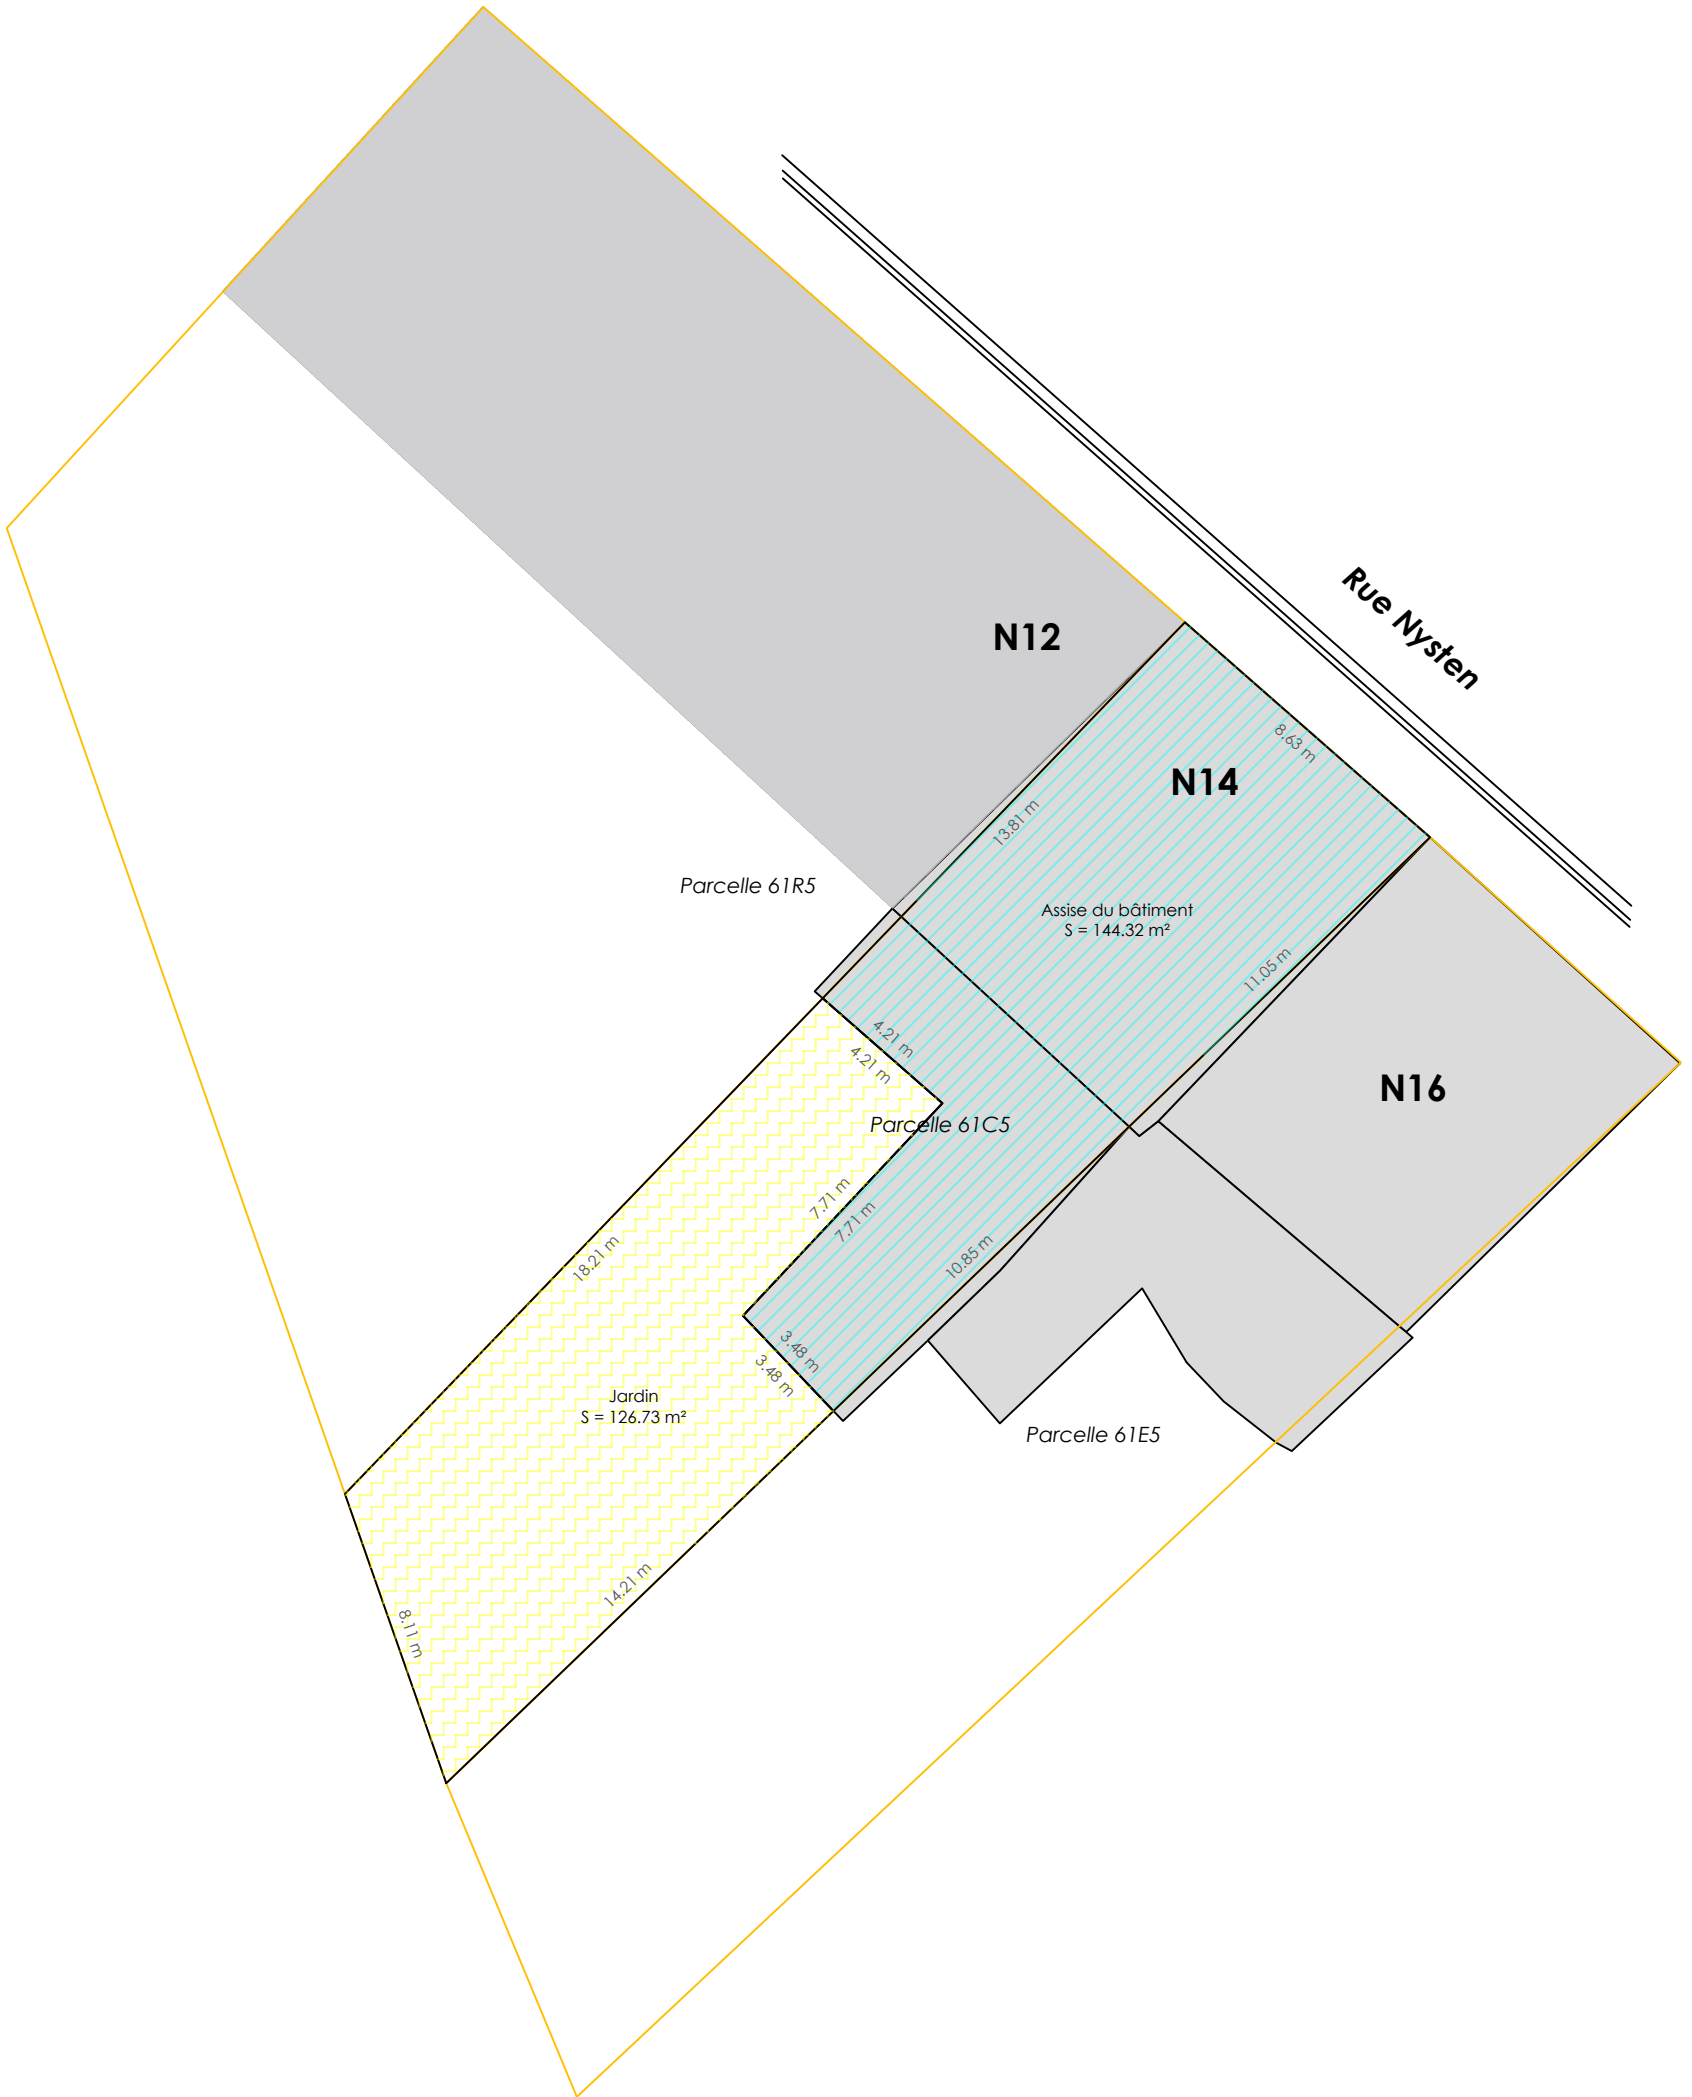 Rue Nysten
N12
8.63 m
N14
13.81 m
Parcelle 61R5
Assise du bâtiment
S = 144.32 m²
11.05 m
4.21 m
4.21 m
N16
Parcelle 61C5
7.71 m
7.71 m
18.21 m
10.85 m
3.48 m
3.48 m
Jardin
S = 126.73 m²
Parcelle 61E5
14.21 m
8.11 m